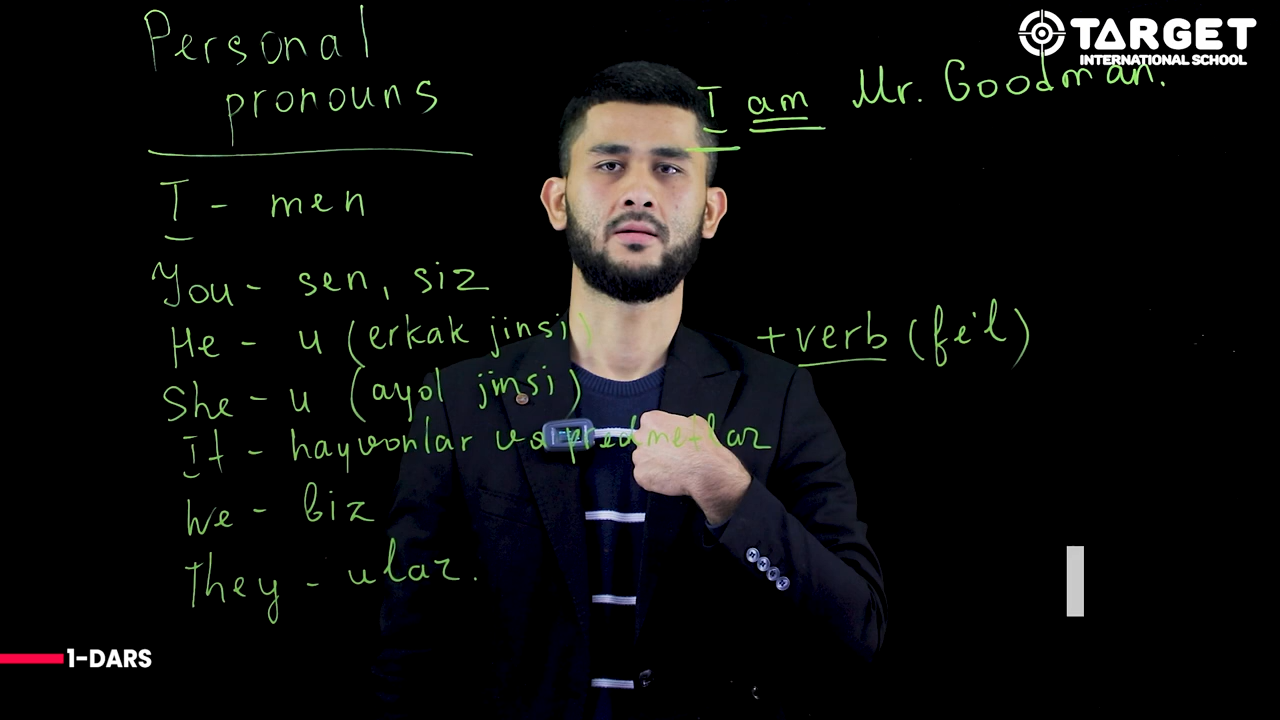 Personal
pronouns
I - men
You - sen, siz
He - u (erkak jinsi)
She - u (ayol jinsi)
It - hayvonlar va predmetlar
We - biz
They - ular.
TARGET
INTERNATIONAL SCHOOL
I am Mr. Goodman.
+ verb (fe'l)
I
1-DARS